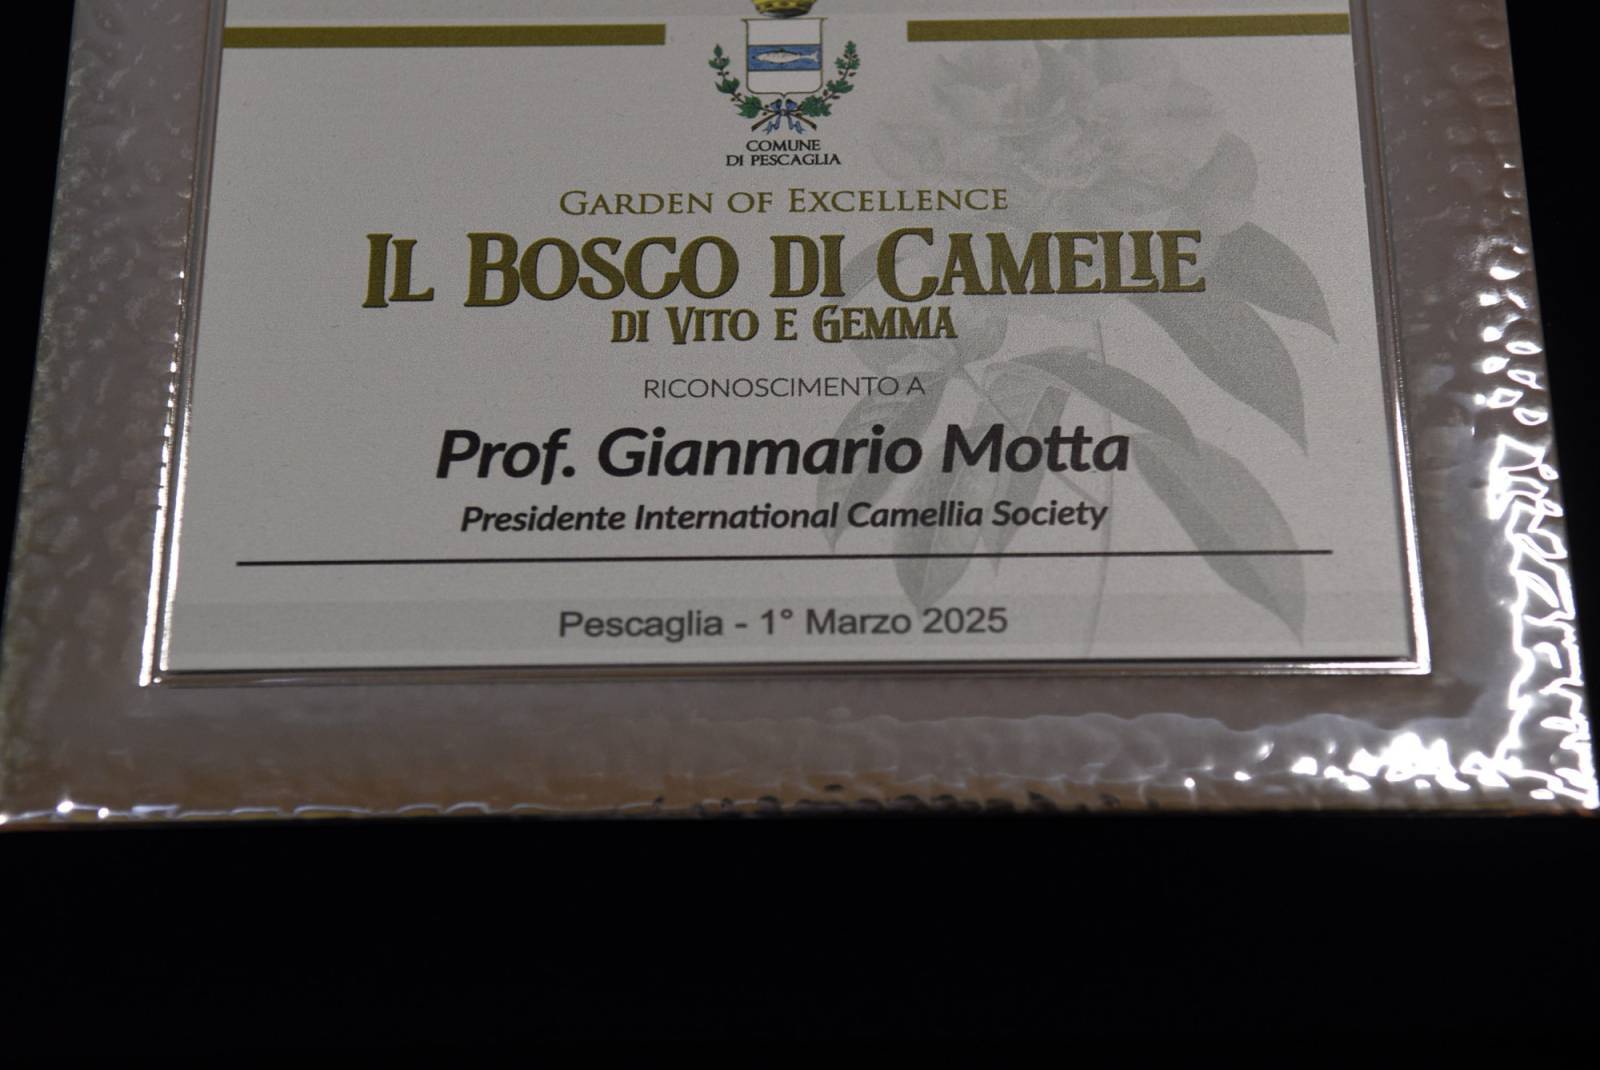 COMUNE
DI PESCAGLIA
GARDEN OF EXCELLENCE
IL BOSCO DI CAMELIE
DI VITO E GEMMA
RICONOSCIMENTO A
Prof. Gianmario Motta
Presidente International Camellia Society
Pescaglia - 1° Marzo 2025